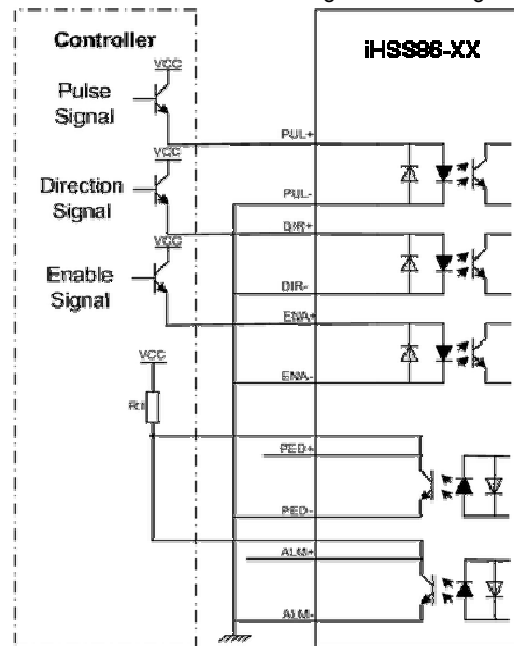 Controller
iHSS86-XX
VCC
Pulse
Signal
PUL+
VCC
PUL-
Direction
Signal
DIR+
VCC
DIR-
Enable
Signal
ENA+
VCC
ENA-
PED+
PED-
ALM+
ALM-